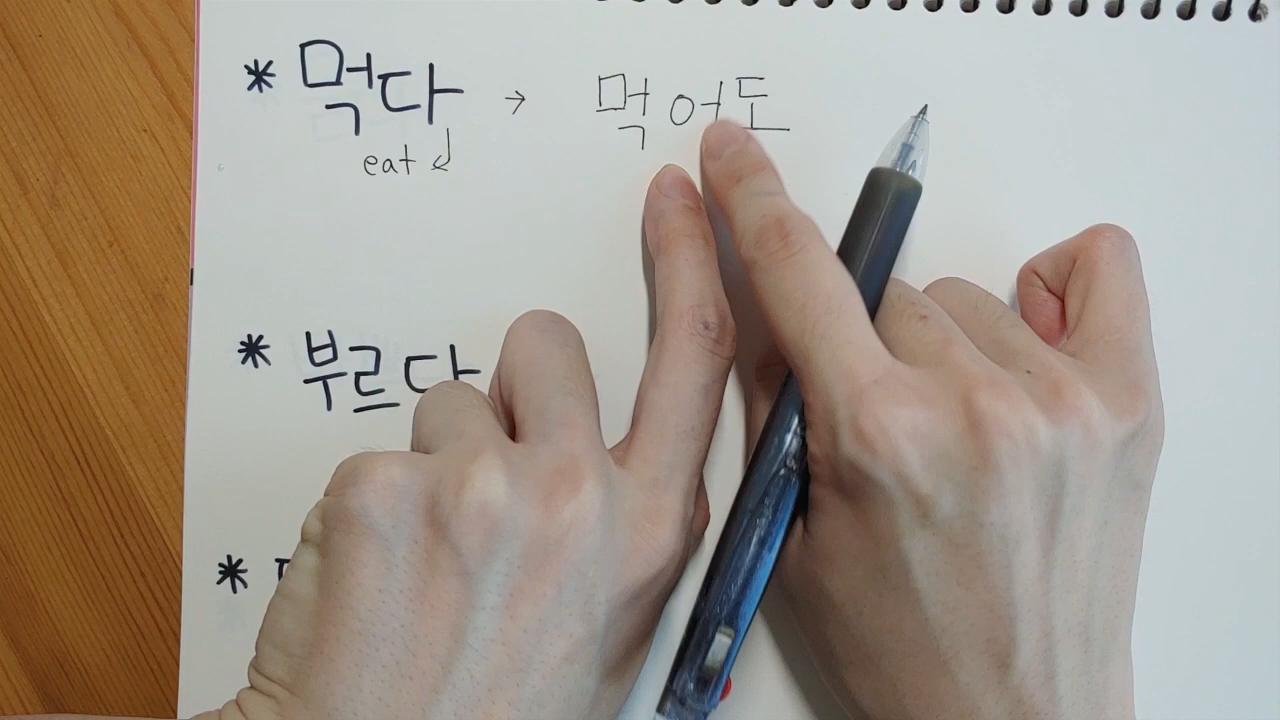 * 먹다 → 먹어도
eat
* 부르다
*